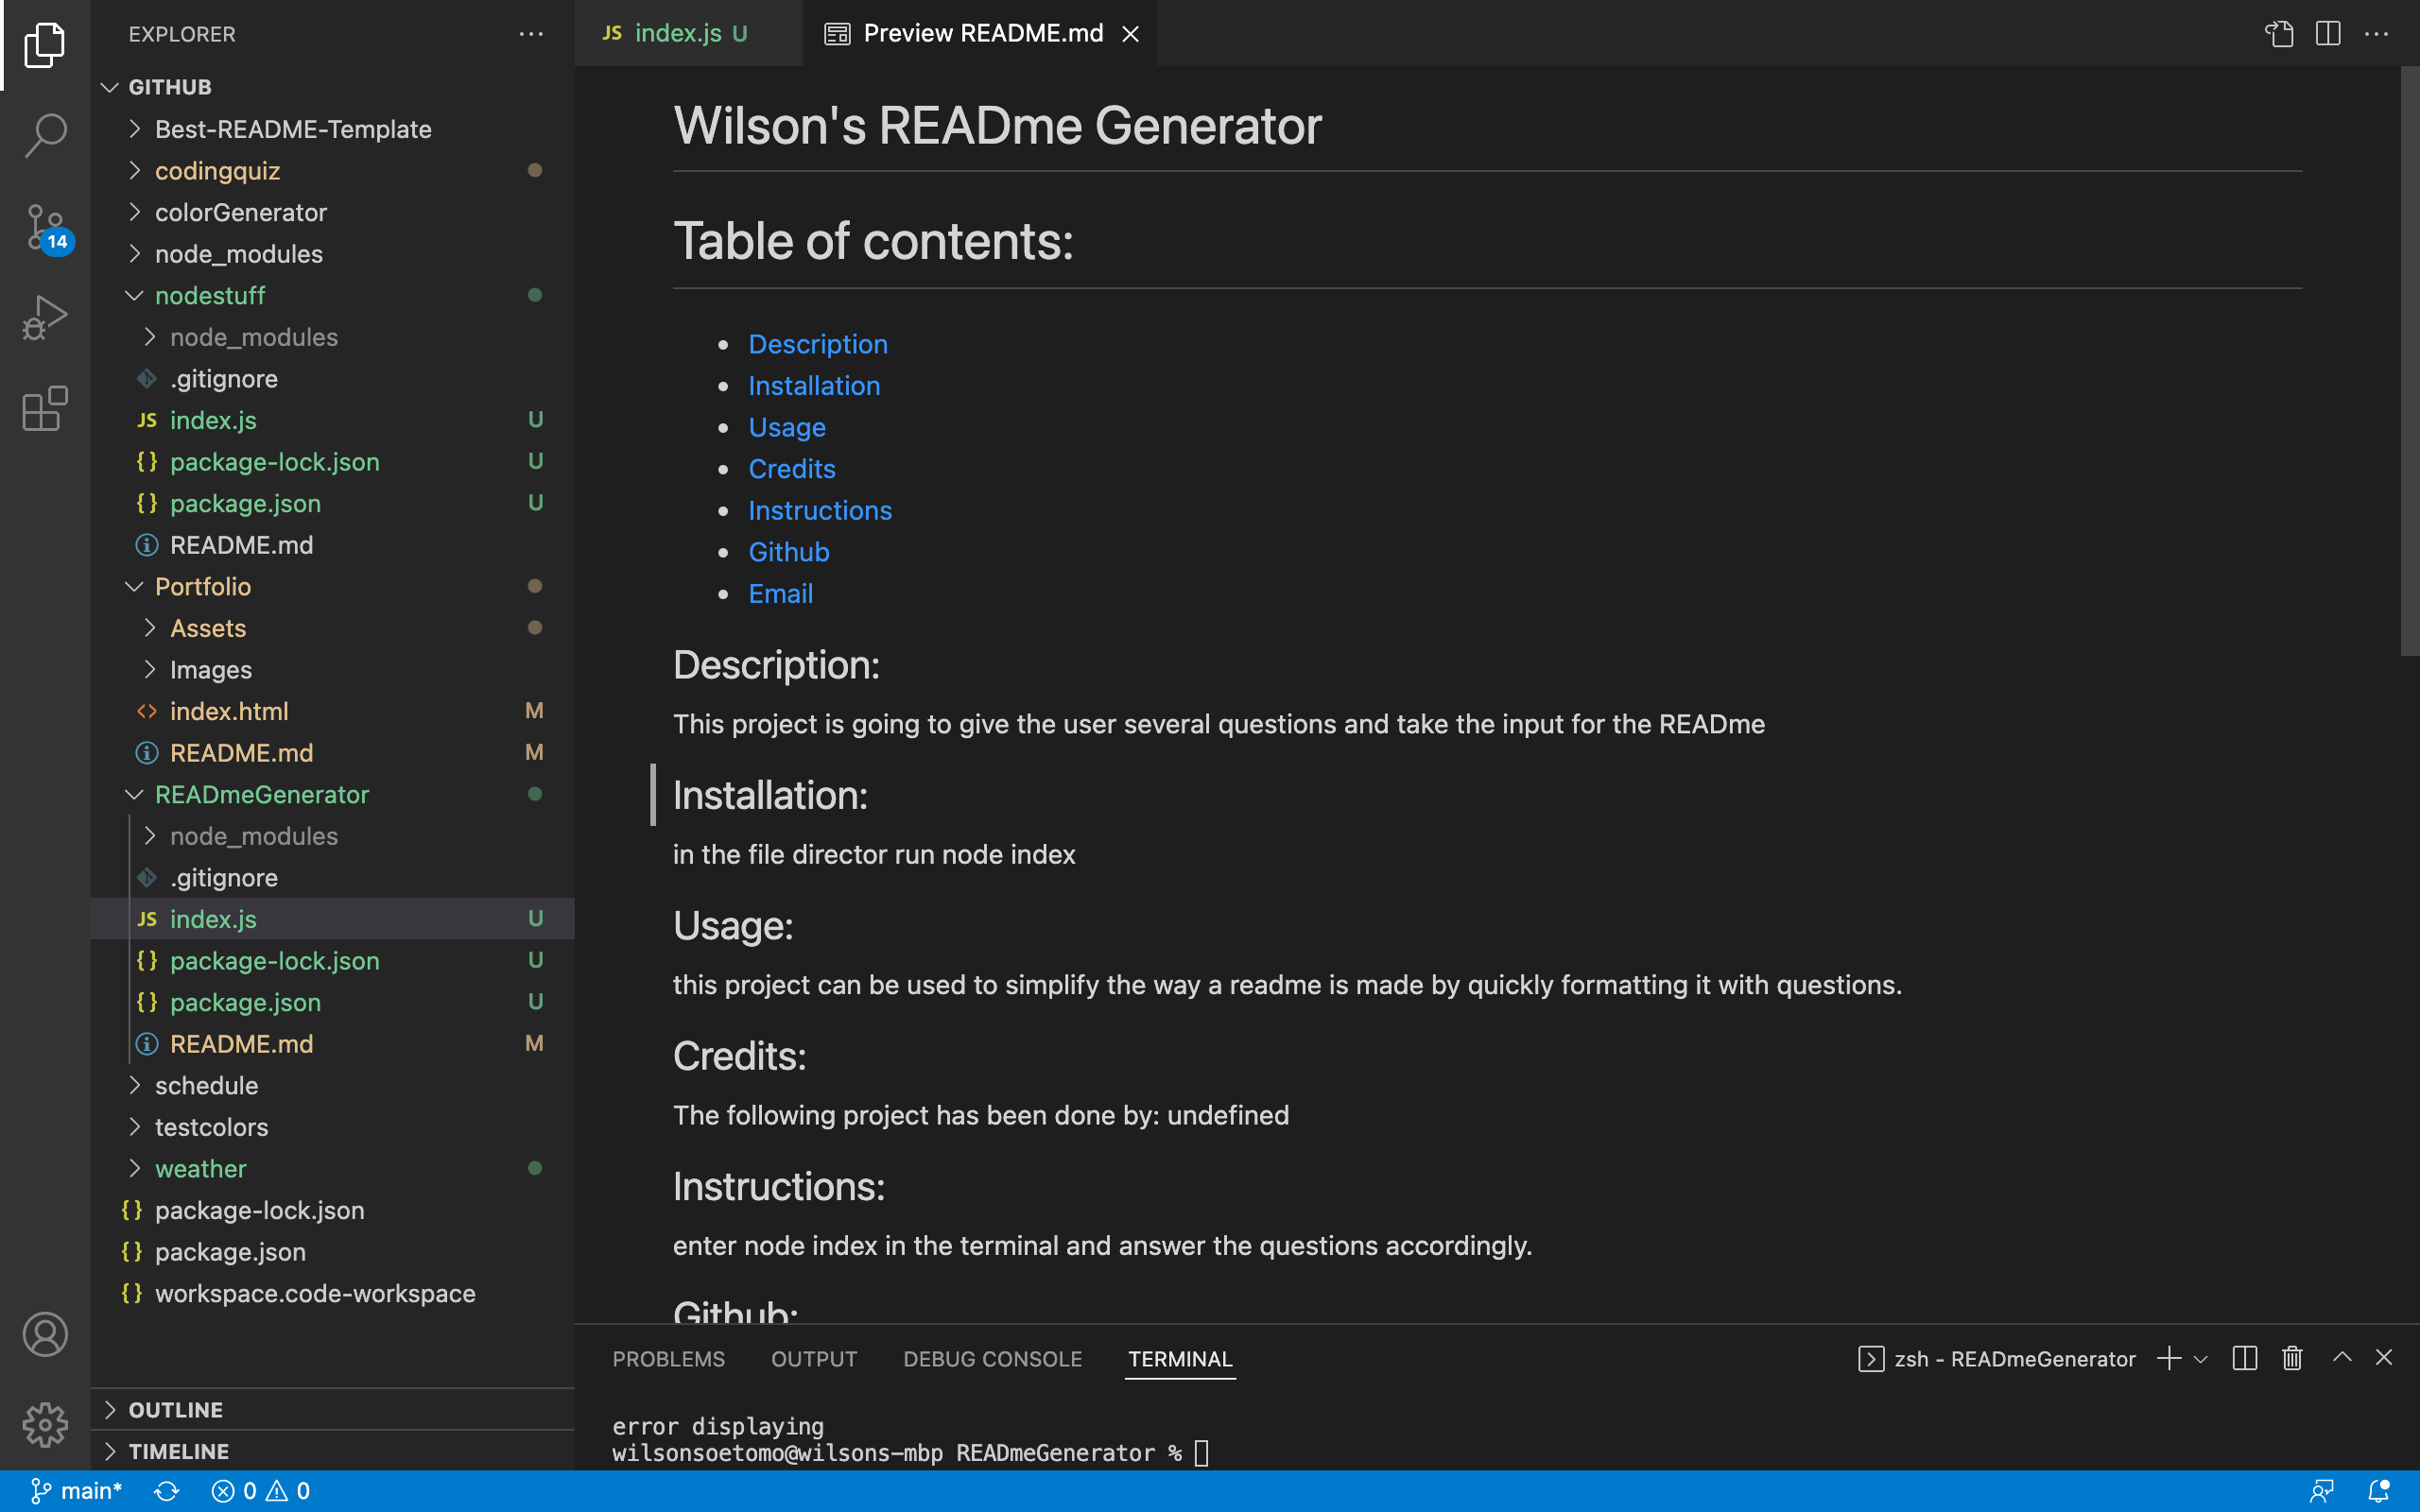 EXPLORER
GITHUB
Best-README-Template
codingquiz
colorGenerator
node_modules
nodestuff
node_modules
.gitignore
JS index.js U
{} package-lock.json U
{} package.json U
README.md
Portfolio
Assets
Images
<> index.html M
README.md M
READmeGenerator
node_modules
.gitignore
JS index.js U
{} package-lock.json U
{} package.json U
README.md M
schedule
testcolors
weather
{} package-lock.json
{} package.json
{} workspace.code-workspace
OUTLINE
TIMELINE
14
JS index.js U
Preview README.md
Wilson's READme Generator
Table of contents:
Description
Installation
Usage
Credits
Instructions
Github
Email
Description:
This project is going to give the user several questions and take the input for the READme
Installation:
in the file director run node index
Usage:
this project can be used to simplify the way a readme is made by quickly formatting it with questions.
Credits:
The following project has been done by: undefined
Instructions:
enter node index in the terminal and answer the questions accordingly.
Github:
PROBLEMS OUTPUT DEBUG CONSOLE TERMINAL
zsh - READmeGenerator
error displaying
wilsonsoetomo@wilsons-mbp READmeGenerator %
main* 0 0